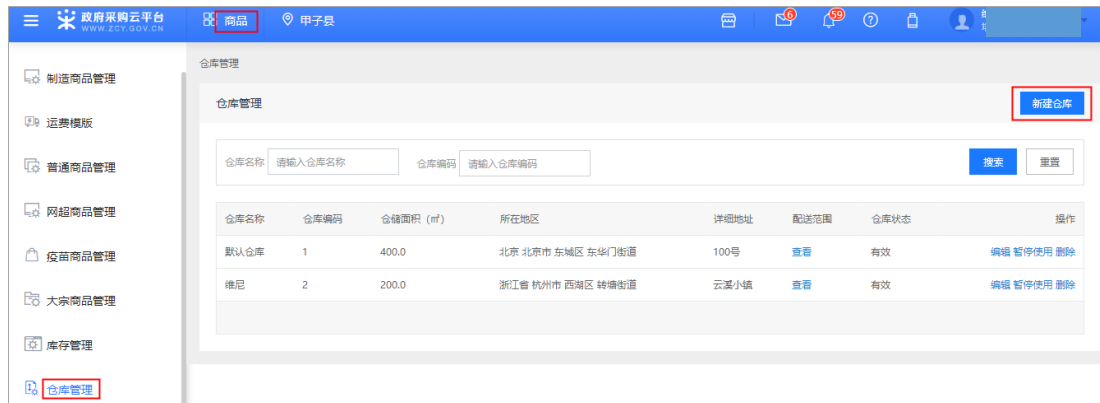 政府采购云平台 商品 甲子县 6 59
WWW.ZCY.GOV.CN
仓库管理
制造商品管理
仓库管理 新建仓库
运费模版
仓库名称 请输入仓库名称 仓库编码 请输入仓库编码 搜索 重置
普通商品管理
网超商品管理
仓库名称 仓库编码 仓储面积（㎡） 所在地区 详细地址 配送范围 仓库状态 操作
默认仓库 1 400.0 北京 北京市 东城区 东华门街道 100号 查看 有效 编辑 暂停使用 删除
疫苗商品管理
维尼 2 200.0 浙江省 杭州市 西湖区 转塘街道 云溪小镇 查看 有效 编辑 暂停使用 删除
大宗商品管理
库存管理
仓库管理